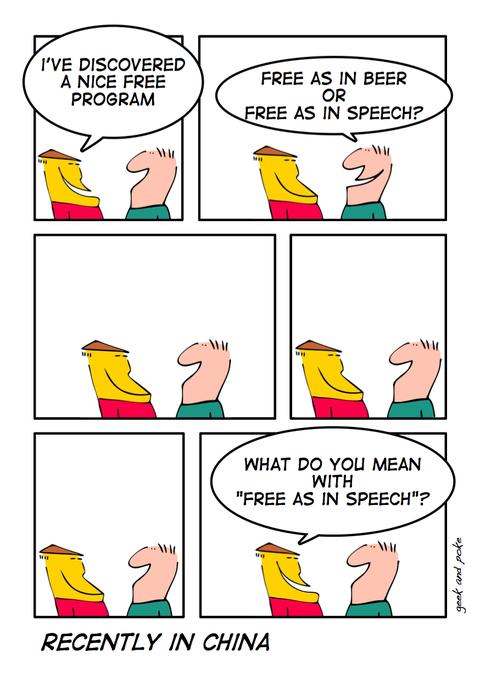 I'VE DISCOVERED
A NICE FREE
PROGRAM
FREE AS IN BEER
OR
FREE AS IN SPEECH?
WHAT DO YOU MEAN
WITH
"FREE AS IN SPEECH"?
geek and poke
RECENTLY IN CHINA